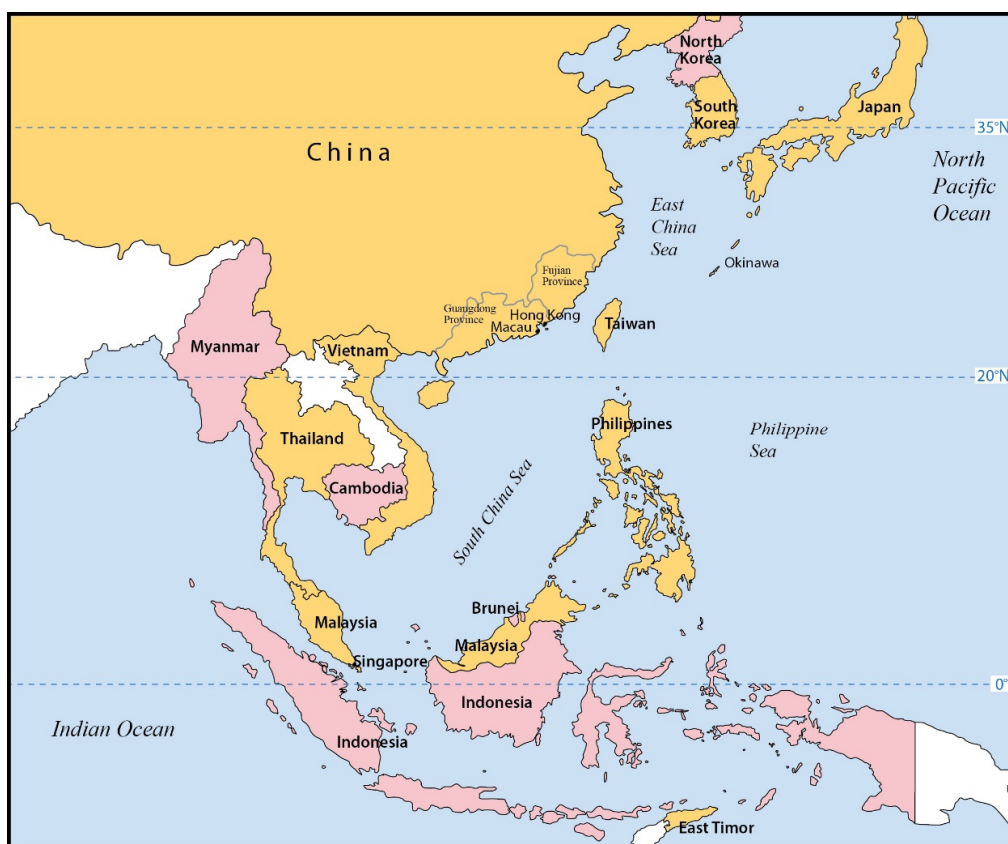 North
Korea
South
Korea
Japan
35°N
China
North
Pacific
Ocean
East
China
Sea
Okinawa
Fujian
Province
Guangdong
Province
Hong Kong
Macau
Taiwan
Myanmar
Vietnam
20°N
Thailand
Philippines
Philippine
Sea
Cambodia
South China Sea
Brunei
Malaysia
Malaysia
Singapore
0°
Indonesia
Indian Ocean
Indonesia
East Timor